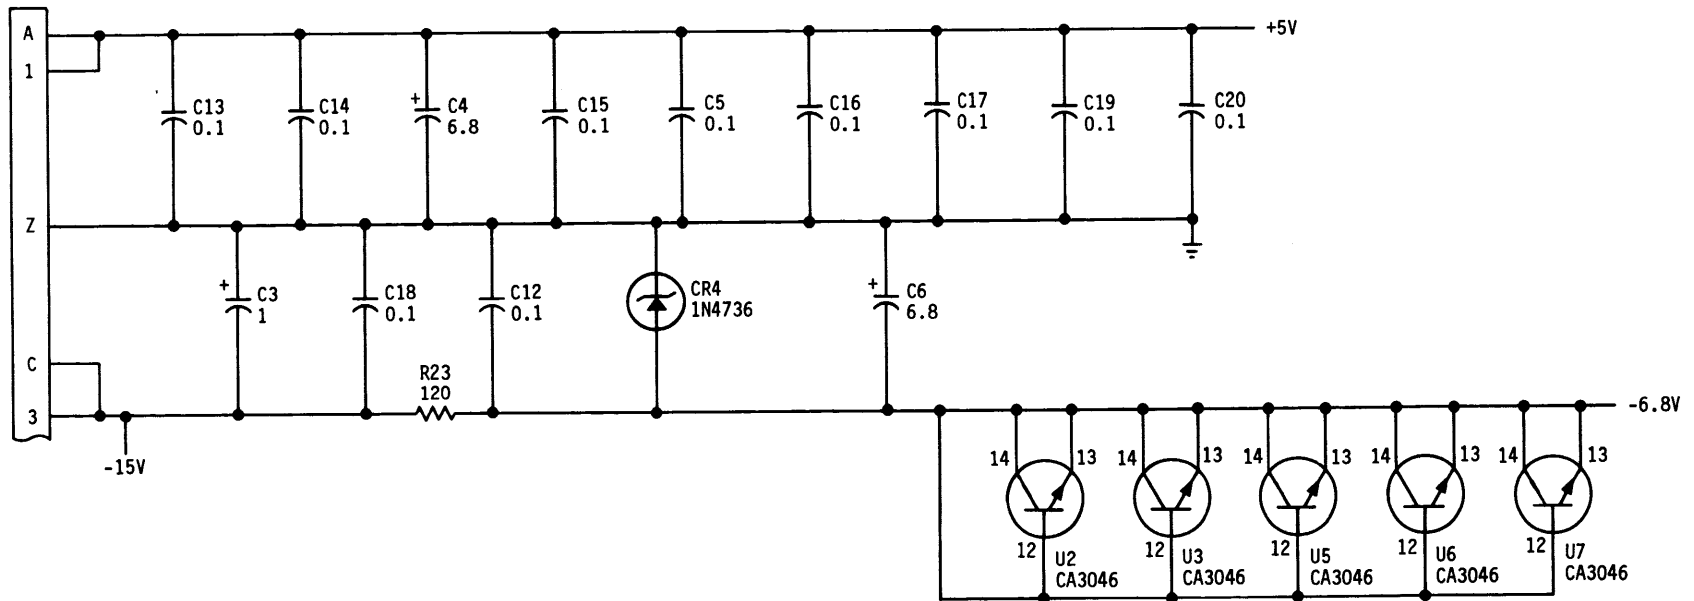 A
1
+5V
C13
0.1
C14
0.1
+
C4
6.8
C15
0.1
C5
0.1
C16
0.1
C17
0.1
C19
0.1
C20
0.1
Z
+
C3
1
C18
0.1
C12
0.1
CR4
1N4736
+
C6
6.8
C
3
R23
120
-15V
-6.8V
14
13
14
13
14
13
14
13
14
13
12
U2
CA3046
12
U3
CA3046
12
U5
CA3046
12
U6
CA3046
12
U7
CA3046